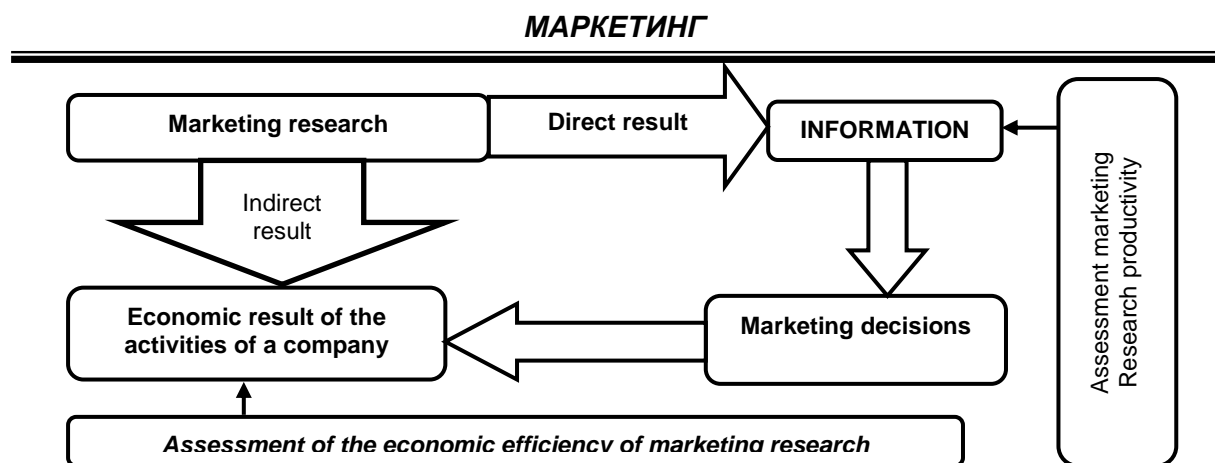 МАРКЕТИНГ
Marketing research
Direct result
INFORMATION
Indirect
result
Assessment marketing
Research productivity
Economic result of the
activities of a company
Marketing decisions
Assessment of the economic efficiency of marketing research